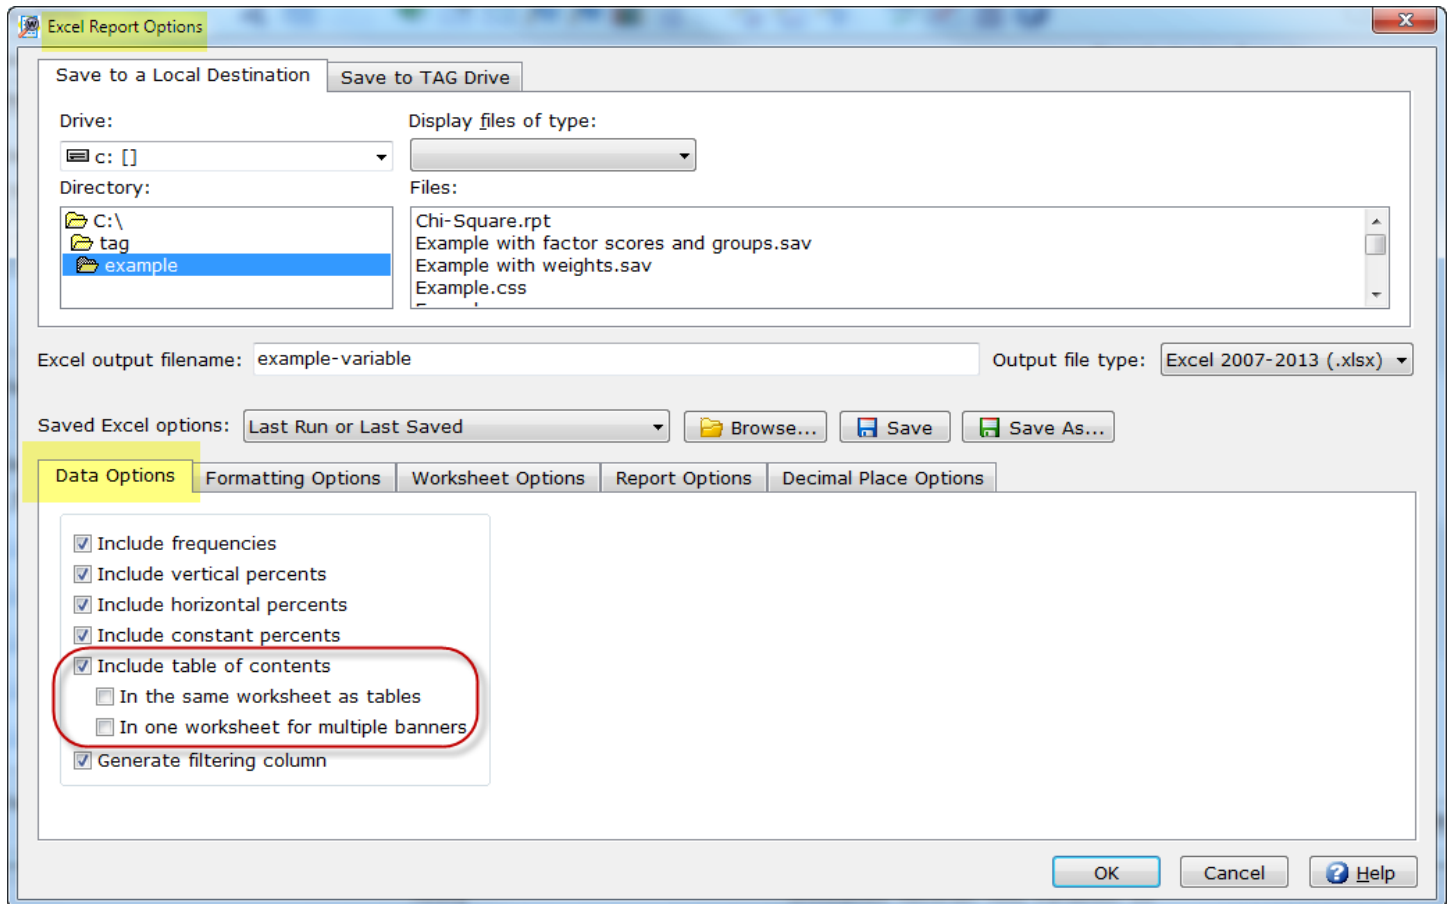 Excel Report Options
Save to a Local Destination
Save to TAG Drive
Drive:
Display files of type:
c: []
Directory:
Files:
C:\
tag
example
Chi-Square.rpt
Example with factor scores and groups.sav
Example with weights.sav
Example.css
Excel output filename:
example-variable
Output file type:
Excel 2007-2013 (.xlsx)
Saved Excel options:
Last Run or Last Saved
Browse...
Save
Save As...
Data Options
Formatting Options
Worksheet Options
Report Options
Decimal Place Options
Include frequencies
Include vertical percents
Include horizontal percents
Include constant percents
Include table of contents
In the same worksheet as tables
In one worksheet for multiple banners
Generate filtering column
OK
Cancel
Help